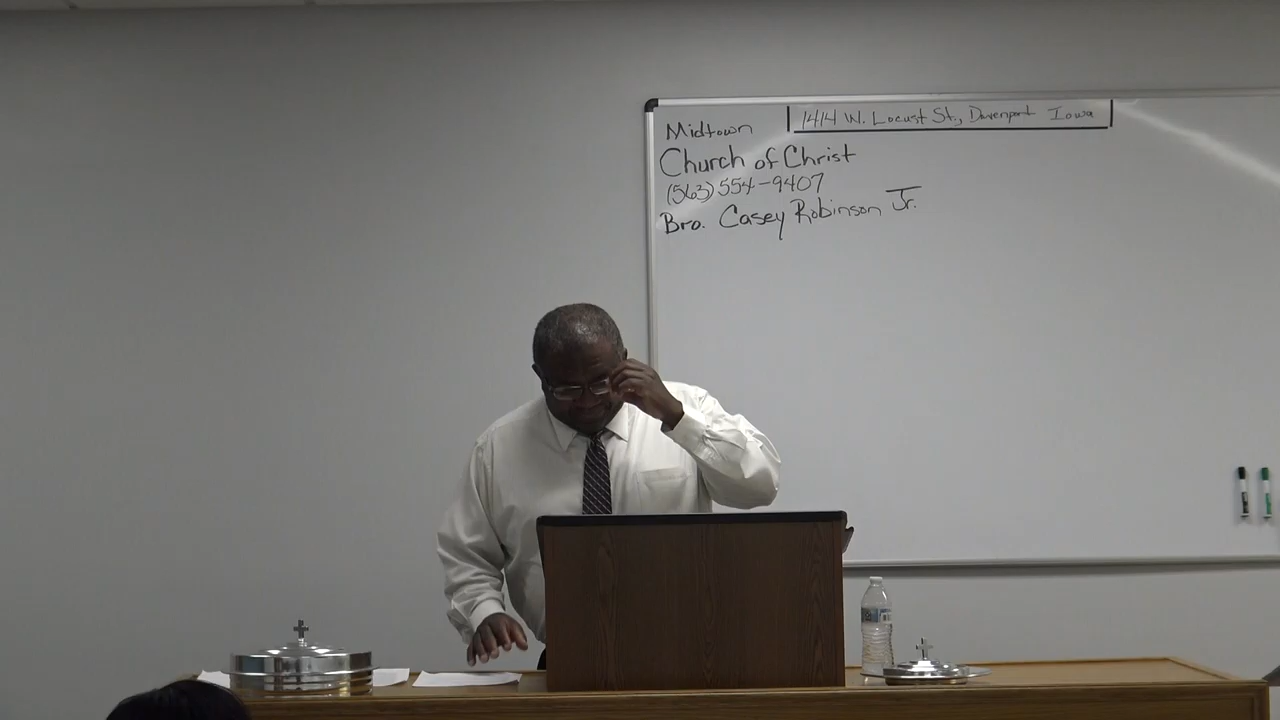 Midtown
1414 W. Locust St., Davenport Iowa
Church of Christ
(563) 554-9407
Bro. Casey Robinson Jr.